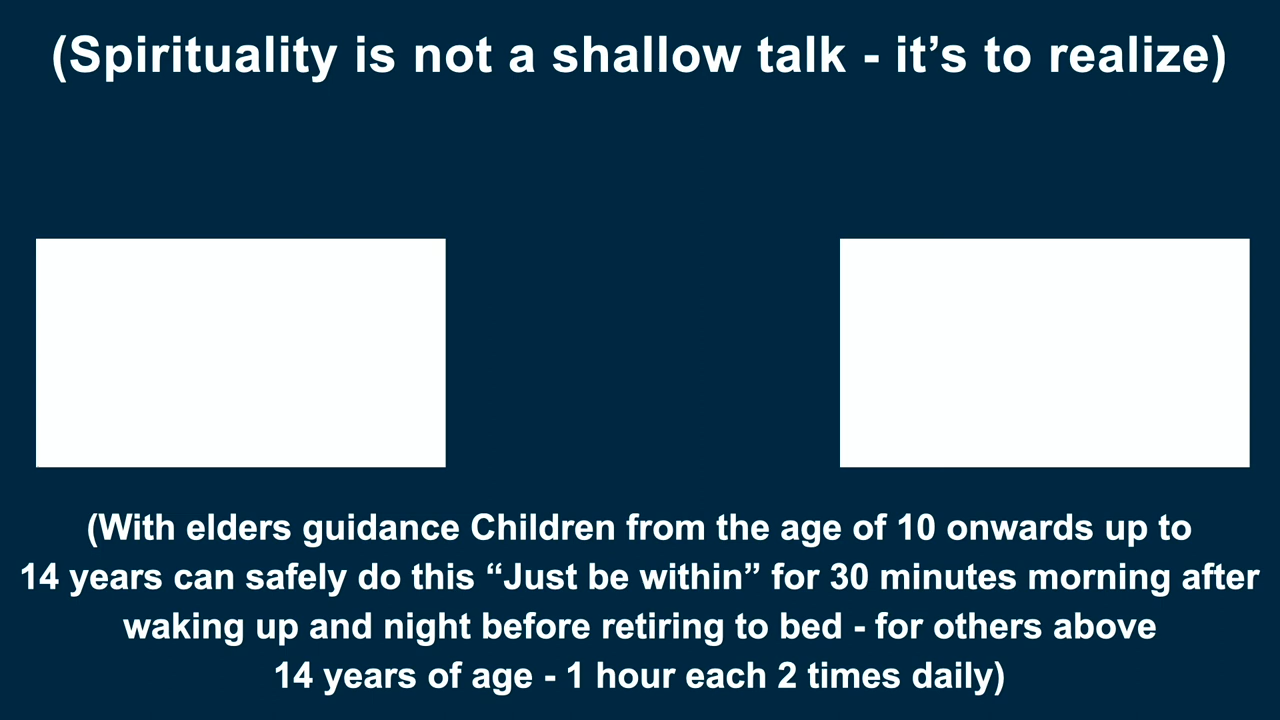 (Spirituality is not a shallow talk - it’s to realize)
(With elders guidance Children from the age of 10 onwards up to
14 years can safely do this “Just be within” for 30 minutes morning after
waking up and night before retiring to bed - for others above
14 years of age - 1 hour each 2 times daily)